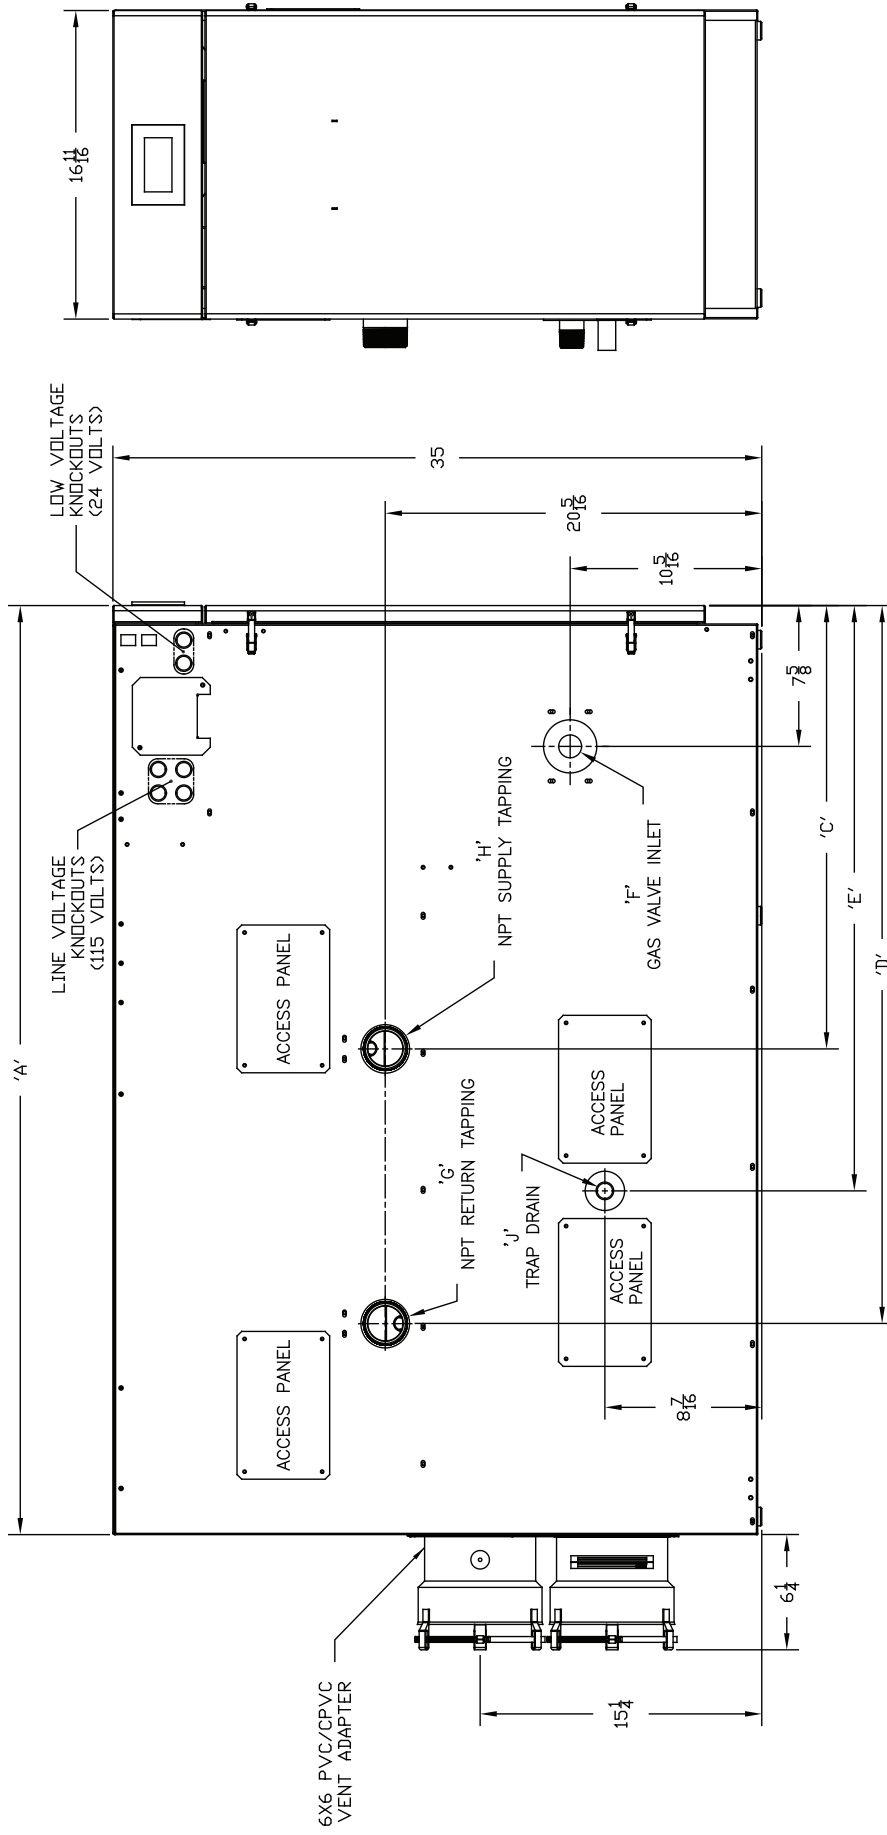 16 11/16
LOW VOLTAGE
KNOCKOUTS
(24 VOLTS)
35
20 5/16
10 5/16
7 5/8
LINE VOLTAGE
KNOCKOUTS
(115 VOLTS)
'A'
ACCESS PANEL
'H'
NPT SUPPLY TAPPING
'F'
GAS VALVE INLET
'C'
'E'
'D'
ACCESS
PANEL
'G'
NPT RETURN TAPPING
'J'
TRAP DRAIN
ACCESS
PANEL
ACCESS PANEL
8 7/16
6X6 PVC/CPVC
VENT ADAPTER
6 1/4
15 1/4